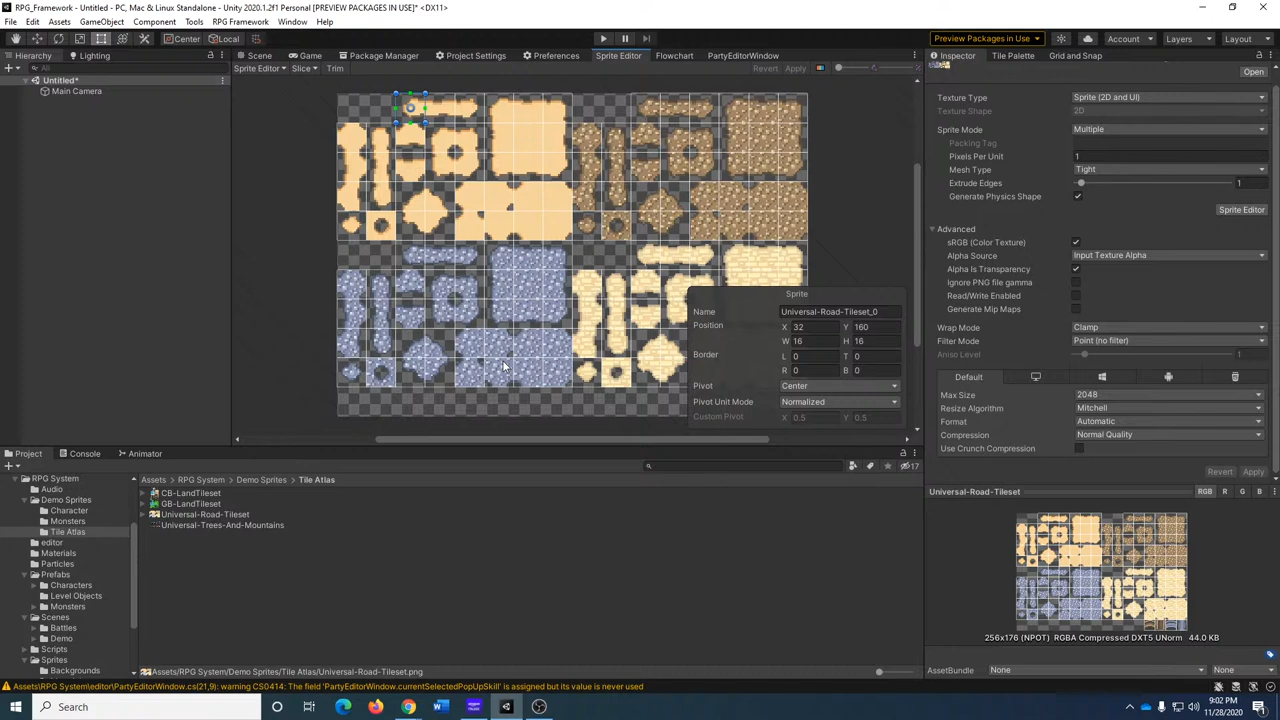 RPG_Framework - Untitled - PC, Mac & Linux Standalone - Unity 2020.1.2f1 Personal [PREVIEW PACKAGES IN USE]* <DX11>
File Edit Assets GameObject Component Tools RPG Framework Window Help
Center Local Preview Packages in Use Account Layers Layout
Hierarchy Lighting Scene Game Package Manager Project Settings Preferences Sprite Editor Flowchart PartyEditorWindow Inspector Tile Palette Grid and Snap
All Sprite Editor Slice Trim Revert Apply Open
Untitled*
Main Camera
Texture Type Sprite (2D and UI)
Texture Shape 2D
Sprite Mode Multiple
Packing Tag
Pixels Per Unit 1
Mesh Type Tight
Extrude Edges 1
Generate Physics Shape
Sprite Editor
Advanced
sRGB (Color Texture)
Alpha Source Input Texture Alpha
Alpha Is Transparency
Ignore PNG file gamma
Read/Write Enabled
Generate Mip Maps
Wrap Mode Clamp
Filter Mode Point (no filter)
Aniso Level 1
Default
Max Size 2048
Resize Algorithm Mitchell
Format Automatic
Compression Normal Quality
Use Crunch Compression
Revert Apply
Sprite
Name Universal-Road-Tileset_0
Position X 32 Y 160
W 16 H 16
Border L 0 T 0
R 0 B 0
Pivot Center
Pivot Unit Mode Normalized
Custom Pivot X 0.5 Y 0.5
Project Console Animator
17
RPG System
Audio
Demo Sprites
Character
Monsters
Tile Atlas
editor
Materials
Particles
Prefabs
Characters
Level Objects
Monsters
Scenes
Battles
Demo
Scripts
Sprites
Backgrounds
Assets RPG System Demo Sprites Tile Atlas
CB-LandTileset
GB-LandTileset
Universal-Road-Tileset
Universal-Trees-And-Mountains
Assets/RPG System/Demo Sprites/Tile Atlas/Universal-Road-Tileset.png
Universal-Road-Tileset RGB R G B
256x176 (NPOT) RGBA Compressed DXT5 UNorm 44.0 KB
AssetBundle None None
Assets\RPG System\editor\PartyEditorWindow.cs(21,9): warning CS0414: The field 'PartyEditorWindow.currentSelectedPopUpSkill' is assigned but its value is never used
Search
9:02 PM
11/28/2020